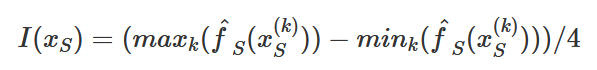 I(x_S) = (max_k(f̂_S(x_S^{(k)})) − min_k(f̂_S(x_S^{(k)})))/4